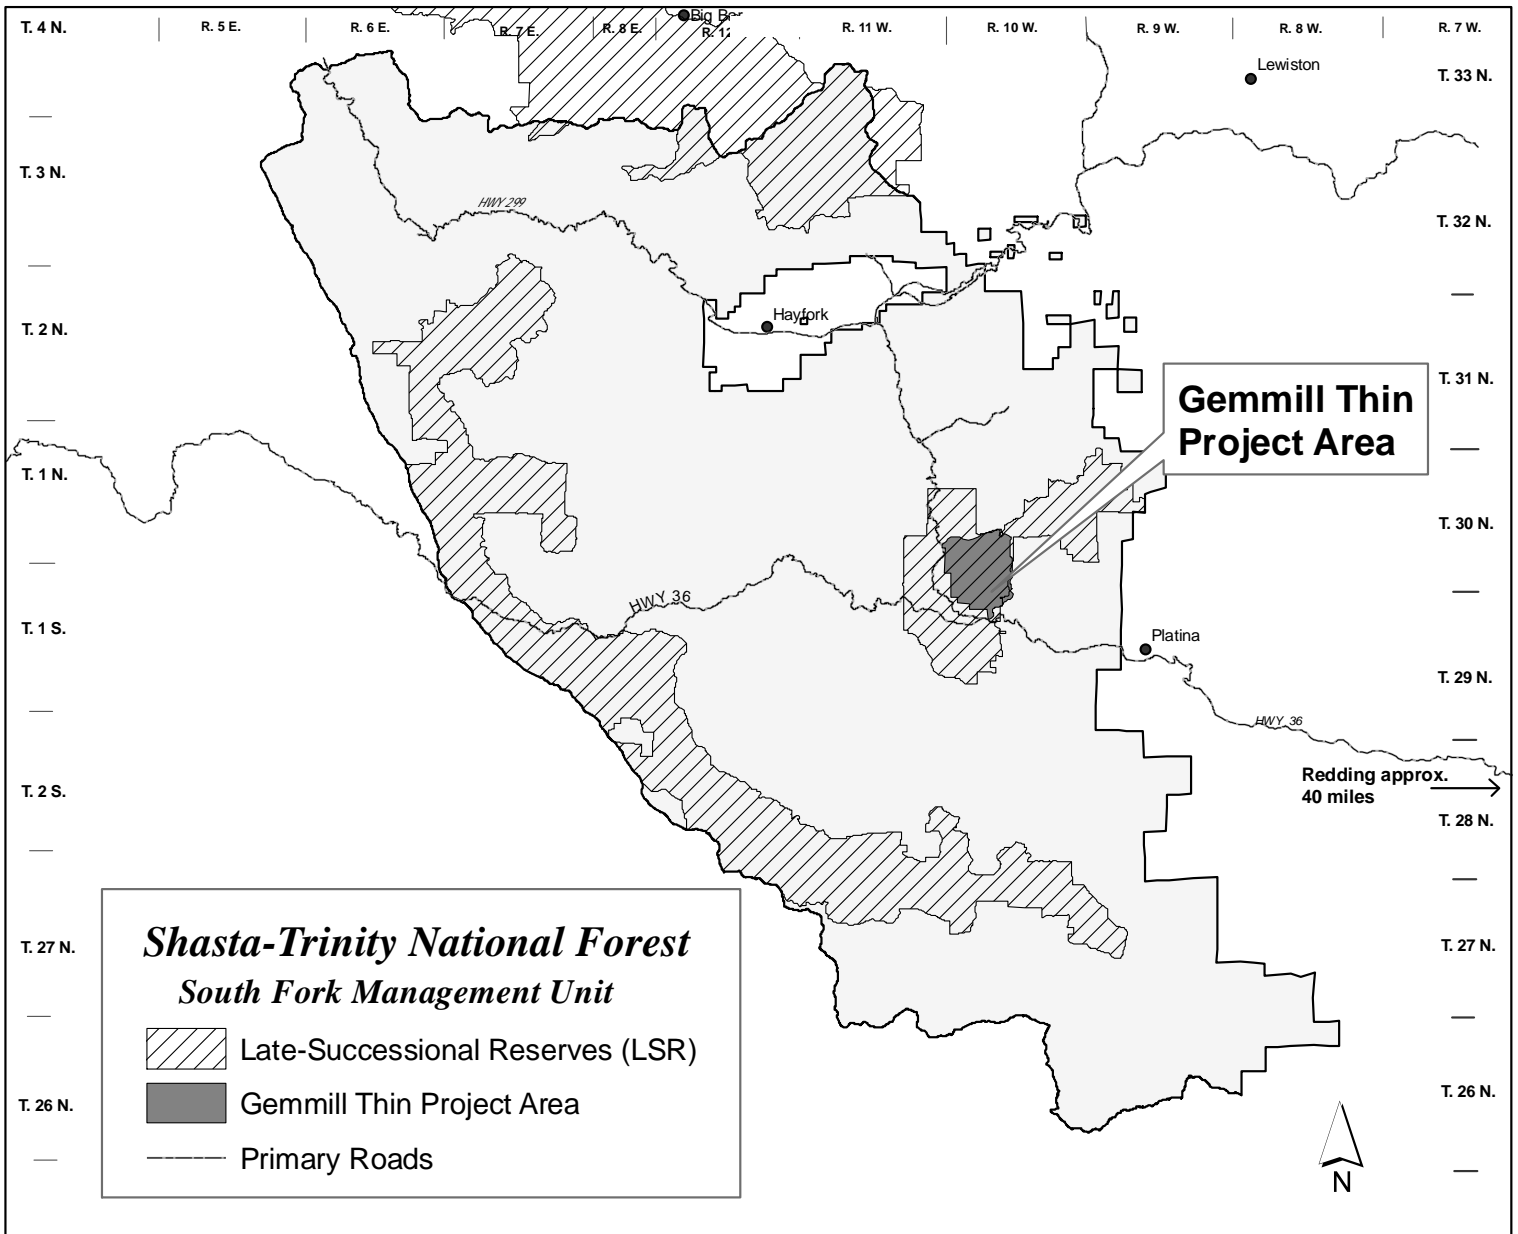 T. 4 N.
R. 5 E.
R. 6 E.
R. 7 E.
R. 8 E.
Big
R. 11 W.
R. 10 W.
R. 9 W.
R. 8 W.
R. 7 W.
Lewiston
T. 33 N.
T. 3 N.
HWY 299
T. 32 N.
T. 2 N.
Hayfork
T. 31 N.
Gemmill Thin
Project Area
T. 1 N.
T. 30 N.
HWY 36
T. 1 S.
Platina
T. 29 N.
HWY 36
Redding approx.
40 miles
T. 2 S.
T. 28 N.
Shasta-Trinity National Forest
South Fork Management Unit
Late-Successional Reserves (LSR)
Gemmill Thin Project Area
Primary Roads
T. 27 N.
T. 27 N.
T. 26 N.
T. 26 N.
N